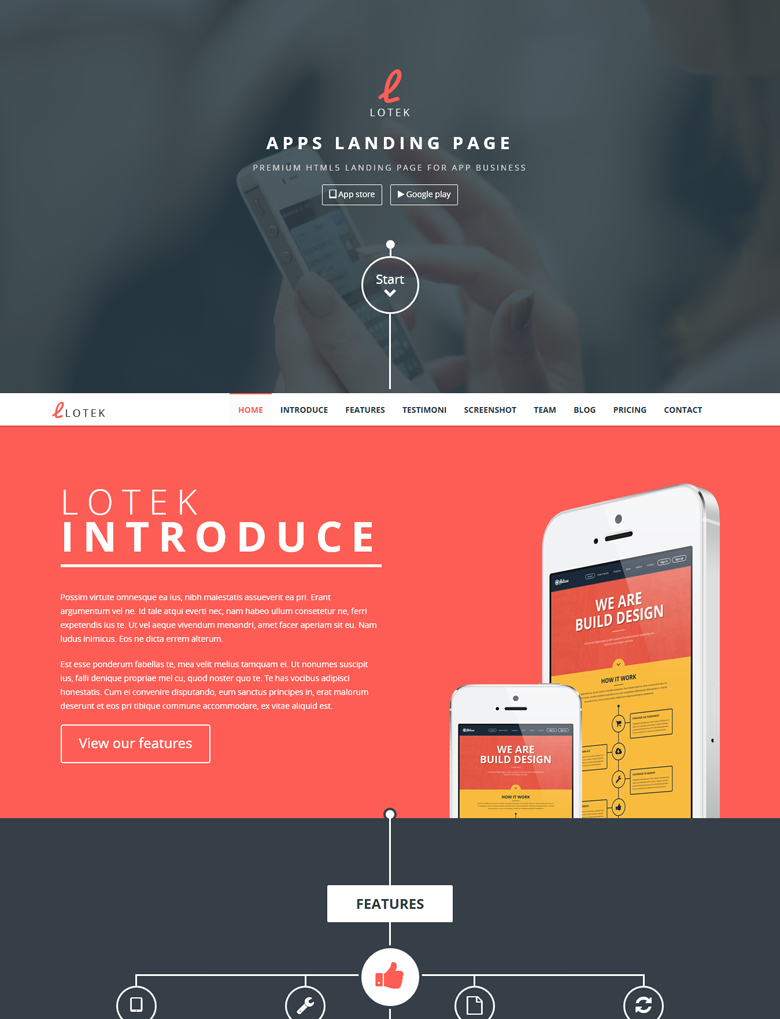 LOTEK
APPS LANDING PAGE
PREMIUM HTML5 LANDING PAGE FOR APP BUSINESS
App store
Google play
Start
LOTEK
HOME
INTRODUCE
FEATURES
TESTIMONI
SCREENSHOT
TEAM
BLOG
PRICING
CONTACT
LOTEK
INTRODUCE
Possim virtute omnesque ea ius, nibh maiestatis assueverit ea pri. Erant
argumentum vel ne. Id tale atqui everti nec, nam habeo ullum consetetur ne, ferri
expetendis ius te. Ut vel aeque vivendum menandri, amet facer aperiam sit eu. Nam
ludus inimicus. Eos ne dicta errem alterum.
Est esse ponderum fabellas te, mea velit melius tamquam ei. Ut nonumes suscipit
ius, falli denique propriae mel cu, quod noster quo te. Te has vocibus adipisci
honestatis. Cum ei convenire disputando, eum sanctus principes in, erat malorum
deserunt et eos pri tibique commune accommodare, ex vitae aliquid est.
View our features
WE ARE
BUILD DESIGN
HOW IT WORK
WE ARE
BUILD DESIGN
HOW IT WORK
FEATURES